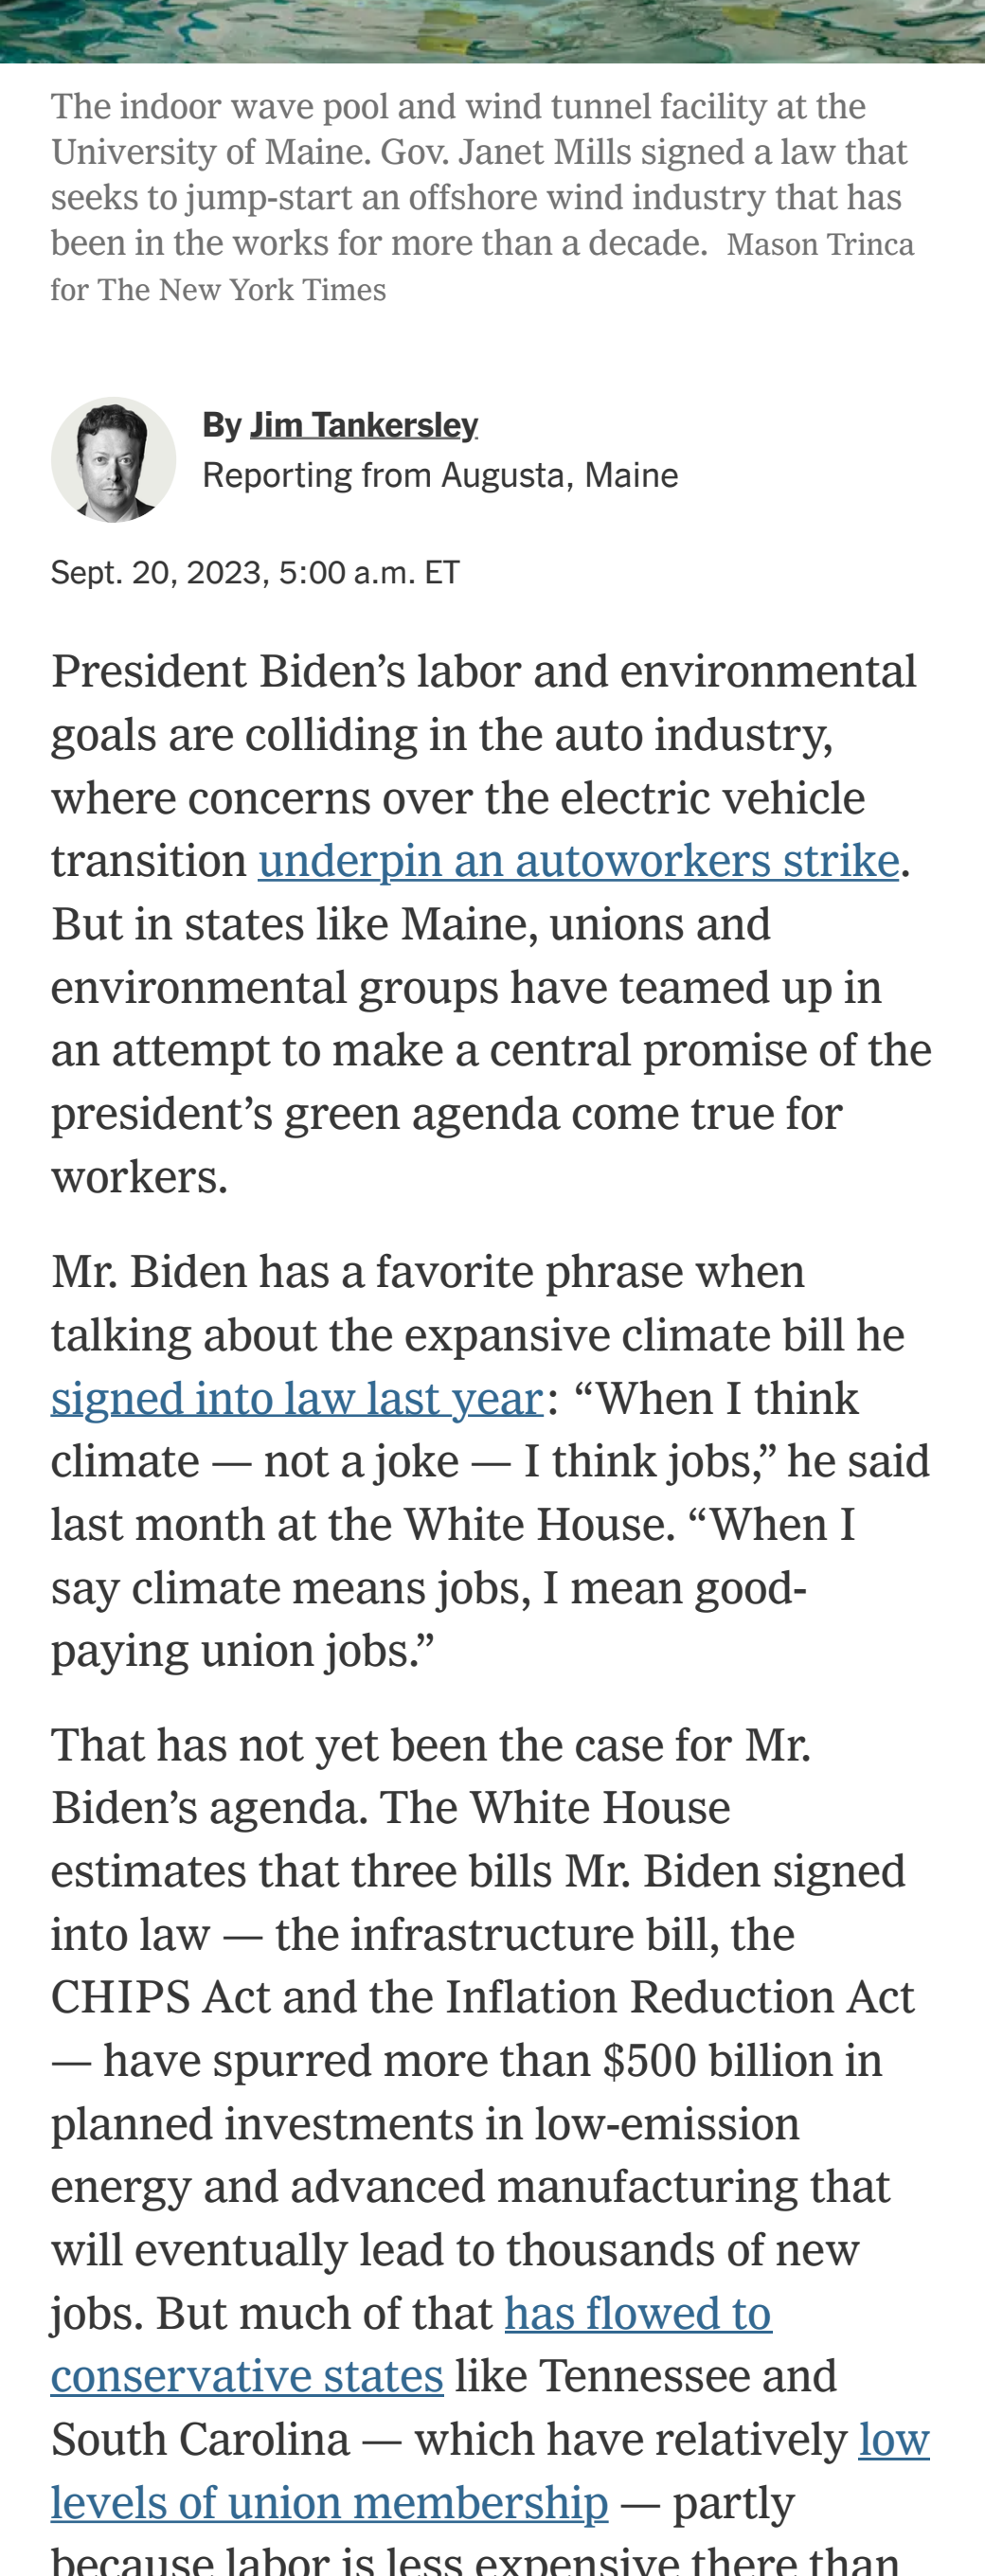 The indoor wave pool and wind tunnel facility at the
University of Maine. Gov. Janet Mills signed a law that
seeks to jump-start an offshore wind industry that has
been in the works for more than a decade. Mason Trinca
for The New York Times
By Jim Tankersley
Reporting from Augusta, Maine
Sept. 20, 2023, 5:00 a.m. ET
President Biden’s labor and environmental
goals are colliding in the auto industry,
where concerns over the electric vehicle
transition underpin an autoworkers strike.
But in states like Maine, unions and
environmental groups have teamed up in
an attempt to make a central promise of the
president’s green agenda come true for
workers.
Mr. Biden has a favorite phrase when
talking about the expansive climate bill he
signed into law last year: “When I think
climate — not a joke — I think jobs,” he said
last month at the White House. “When I
say climate means jobs, I mean good-
paying union jobs.”
That has not yet been the case for Mr.
Biden’s agenda. The White House
estimates that three bills Mr. Biden signed
into law — the infrastructure bill, the
CHIPS Act and the Inflation Reduction Act
— have spurred more than $500 billion in
planned investments in low-emission
energy and advanced manufacturing that
will eventually lead to thousands of new
jobs. But much of that has flowed to
conservative states like Tennessee and
South Carolina — which have relatively low
levels of union membership — partly
because labor is less expensive there than